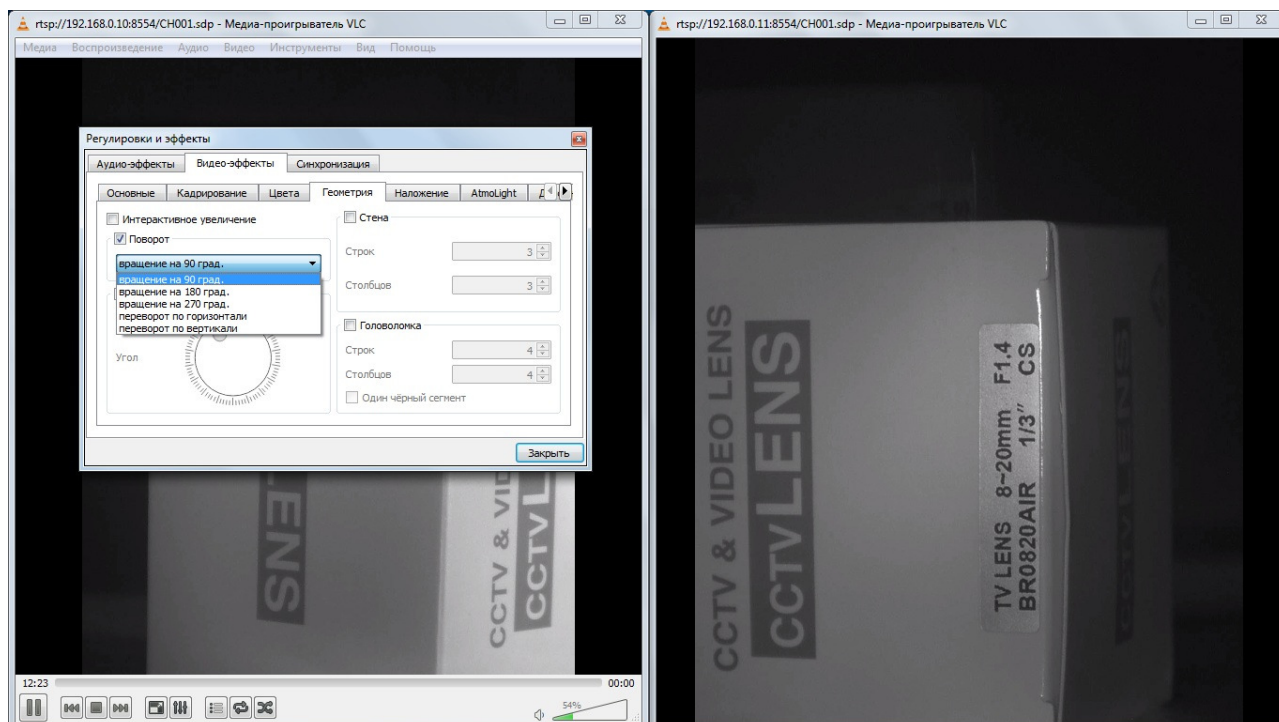 rtsp://192.168.0.10:8554/CH001.sdp - Медиа-проигрыватель VLC
Медиа Воспроизведение Аудио Видео Инструменты Вид Помощь
Регулировки и эффекты
Аудио-эффекты Видео-эффекты Синхронизация
Основные Кадрирование Цвета Геометрия Наложение AtmoLight
Интерактивное увеличение
Поворот
вращение на 90 град.
вращение на 90 град.
вращение на 180 град.
вращение на 270 град.
переворот по горизонтали
переворот по вертикали
Угол
Стена
Строк 3
Столбцов 3
Головоломка
Строк 4
Столбцов 4
Один чёрный сегмент
Закрыть
LENS
CCTV & VI
CCTVL
12:23 00:00
54%
rtsp://192.168.0.11:8554/CH001.sdp - Медиа-проигрыватель VLC
CCTV & VIDEO LENS
CCTVLENS
TV LENS 8~20mm F1.4
BR0820AIR 1/3" CS
CCTVLENS